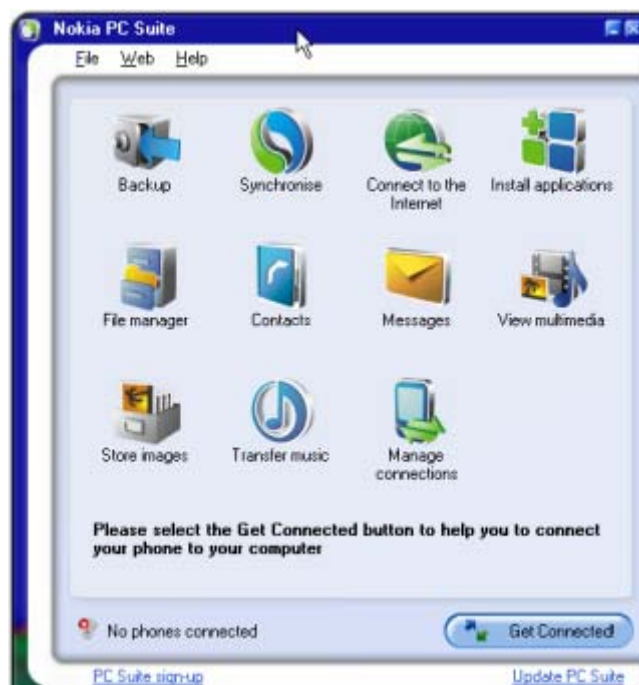 Nokia PC Suite
File Web Help
Backup
Synchronise
Connect to the
Internet
Install applications
File manager
Contacts
Messages
View multimedia
Store images
Transfer music
Manage
connections
Please select the Get Connected button to help you to connect
your phone to your computer
No phones connected
Get Connected!
PC Suite sign-up
Update PC Suite